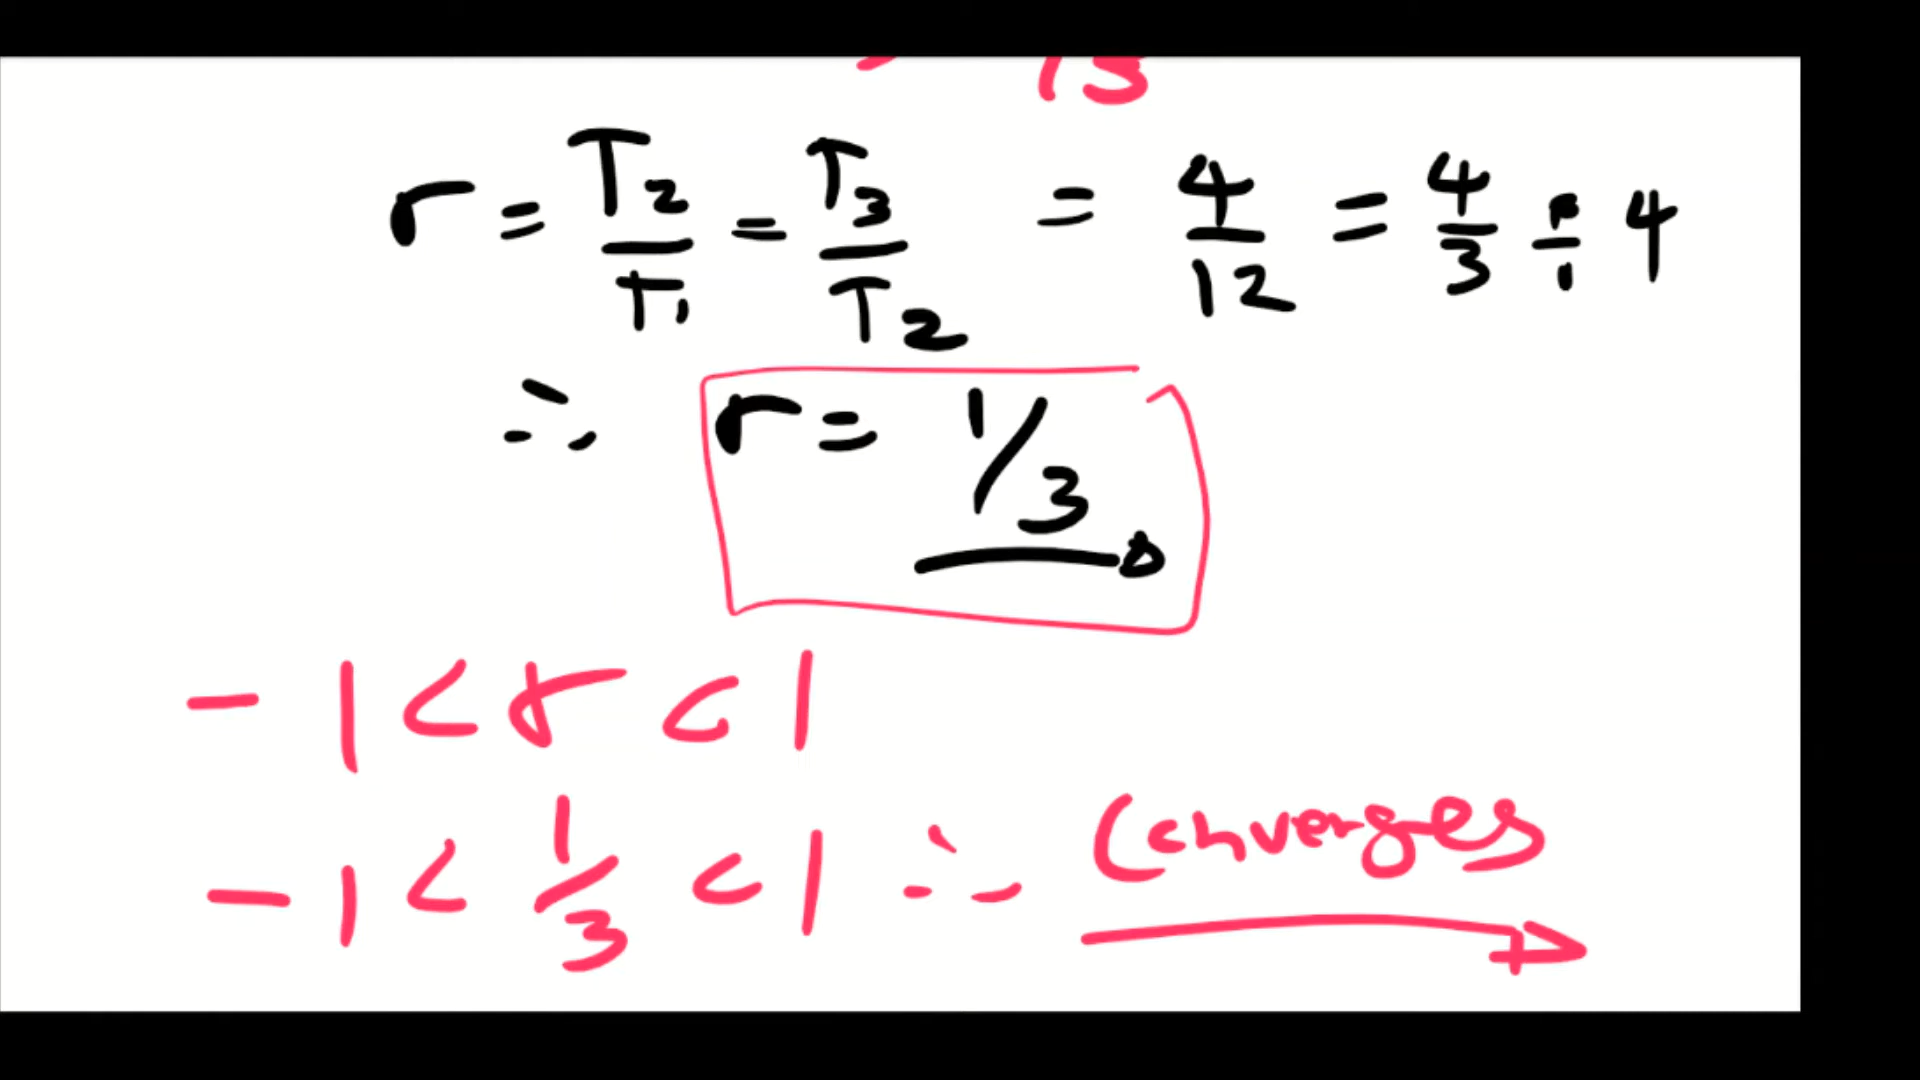 r = T2/T1 = T3/T2 = 4/12 = 4/3 ÷ 4
∴ r = 1/3
-1 < r < 1
-1 < 1/3 < 1 ∴ Converges